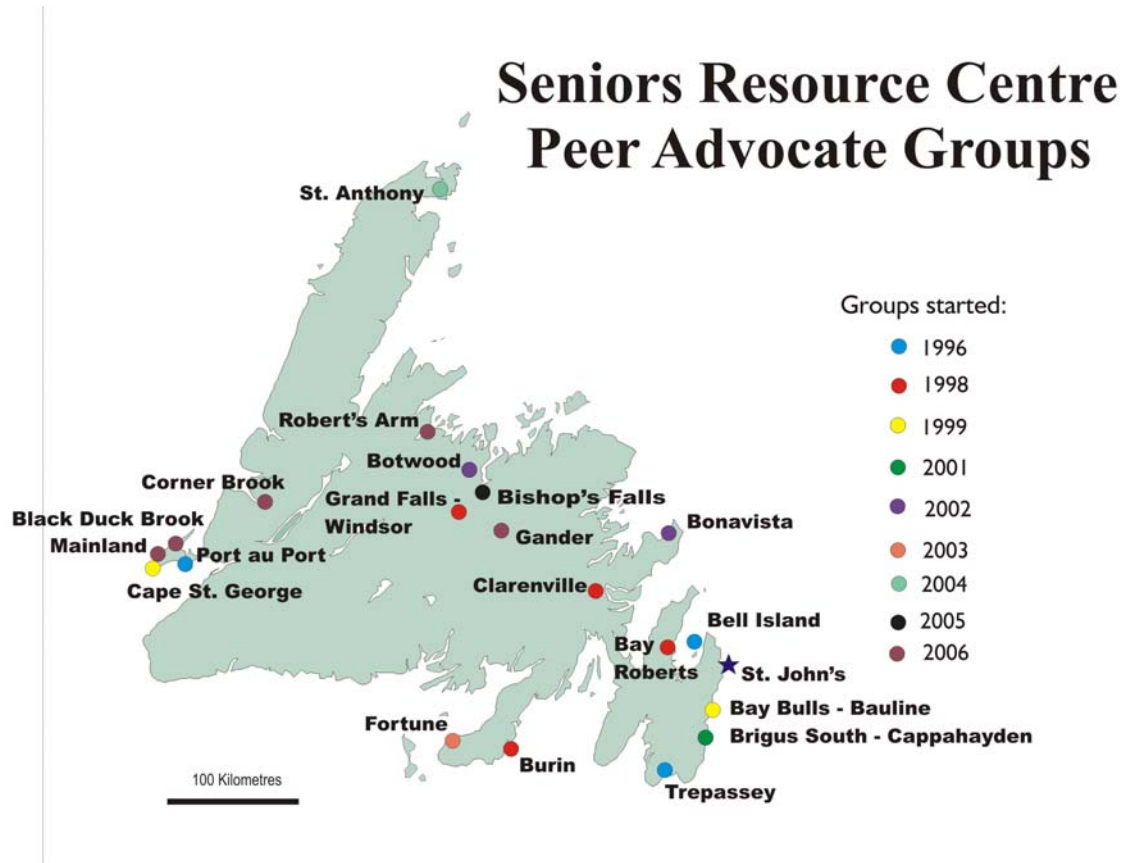 Seniors Resource Centre
Peer Advocate Groups
St. Anthony
Groups started:
1996
1998
1999
2001
2002
2003
2004
2005
2006
Robert's Arm
Botwood
Corner Brook
Grand Falls -
Windsor
Bishop's Falls
Black Duck Brook
Mainland
Port au Port
Cape St. George
Gander
Bonavista
Clarenville
Bell Island
Bay
Roberts
St. John's
Bay Bulls - Bauline
Fortune
Brigus South - Cappahayden
Burin
Trepassey
100 Kilometres